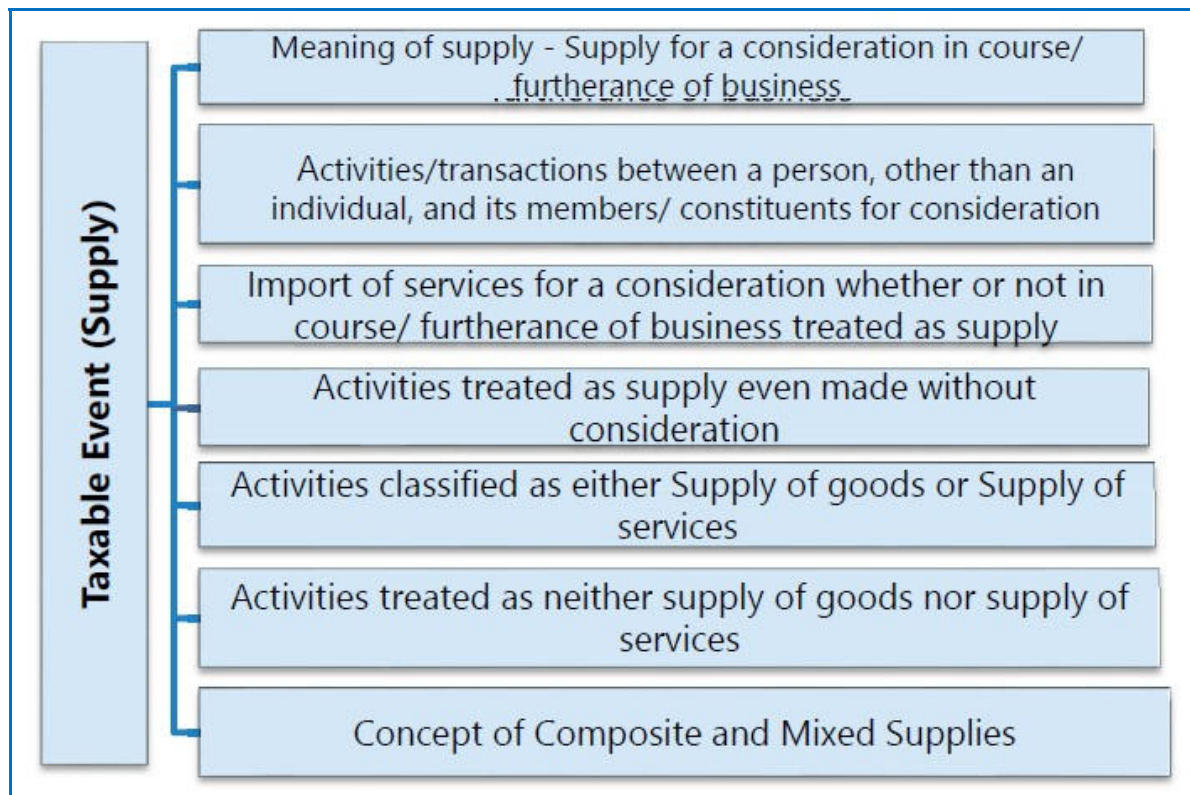 Taxable Event (Supply)
Meaning of supply - Supply for a consideration in course/
furtherance of business
Activities/transactions between a person, other than an
individual, and its members/ constituents for consideration
Import of services for a consideration whether or not in
course/ furtherance of business treated as supply
Activities treated as supply even made without
consideration
Activities classified as either Supply of goods or Supply of
services
Activities treated as neither supply of goods nor supply of
services
Concept of Composite and Mixed Supplies